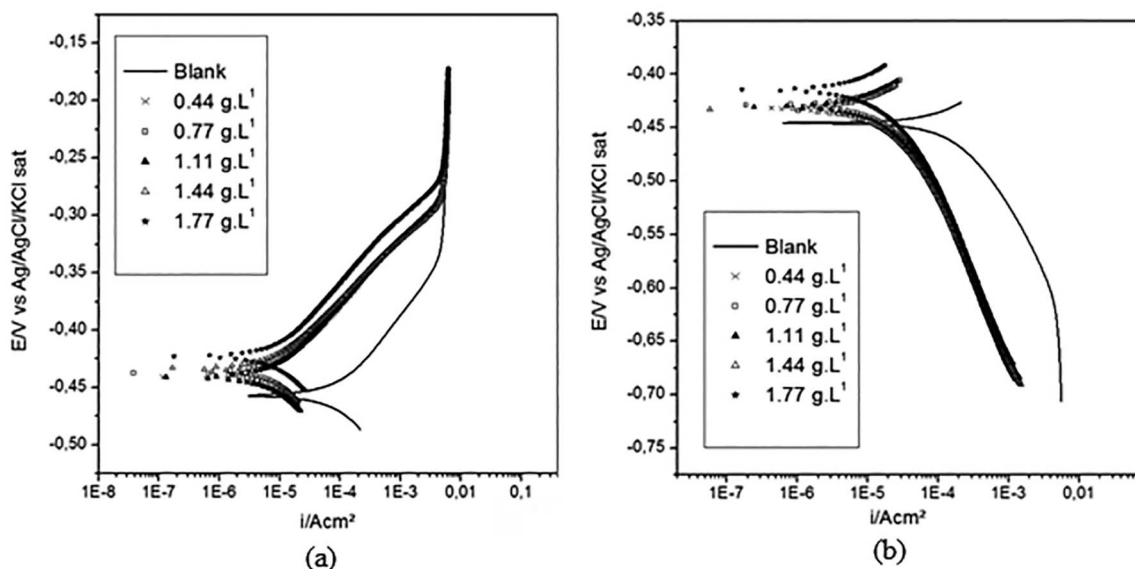 E/V vs Ag/AgCl/KCl sat
-0,15
-0,20
-0,25
-0,30
-0,35
-0,40
-0,45
-0,50
Blank
0.44 g.L¹
0.77 g.L¹
1.11 g.L¹
1.44 g.L¹
1.77 g.L¹
1E-8 1E-7 1E-6 1E-5 1E-4 1E-3 0,01 0,1
i/Acm²
(a)
E/V vs Ag/AgCl/KCl sat
-0,35
-0,40
-0,45
-0,50
-0,55
-0,60
-0,65
-0,70
-0,75
Blank
0.44 g.L¹
0.77 g.L¹
1.11 g.L¹
1.44 g.L¹
1.77 g.L¹
1E-7 1E-6 1E-5 1E-4 1E-3 0,01
i/Acm²
(b)